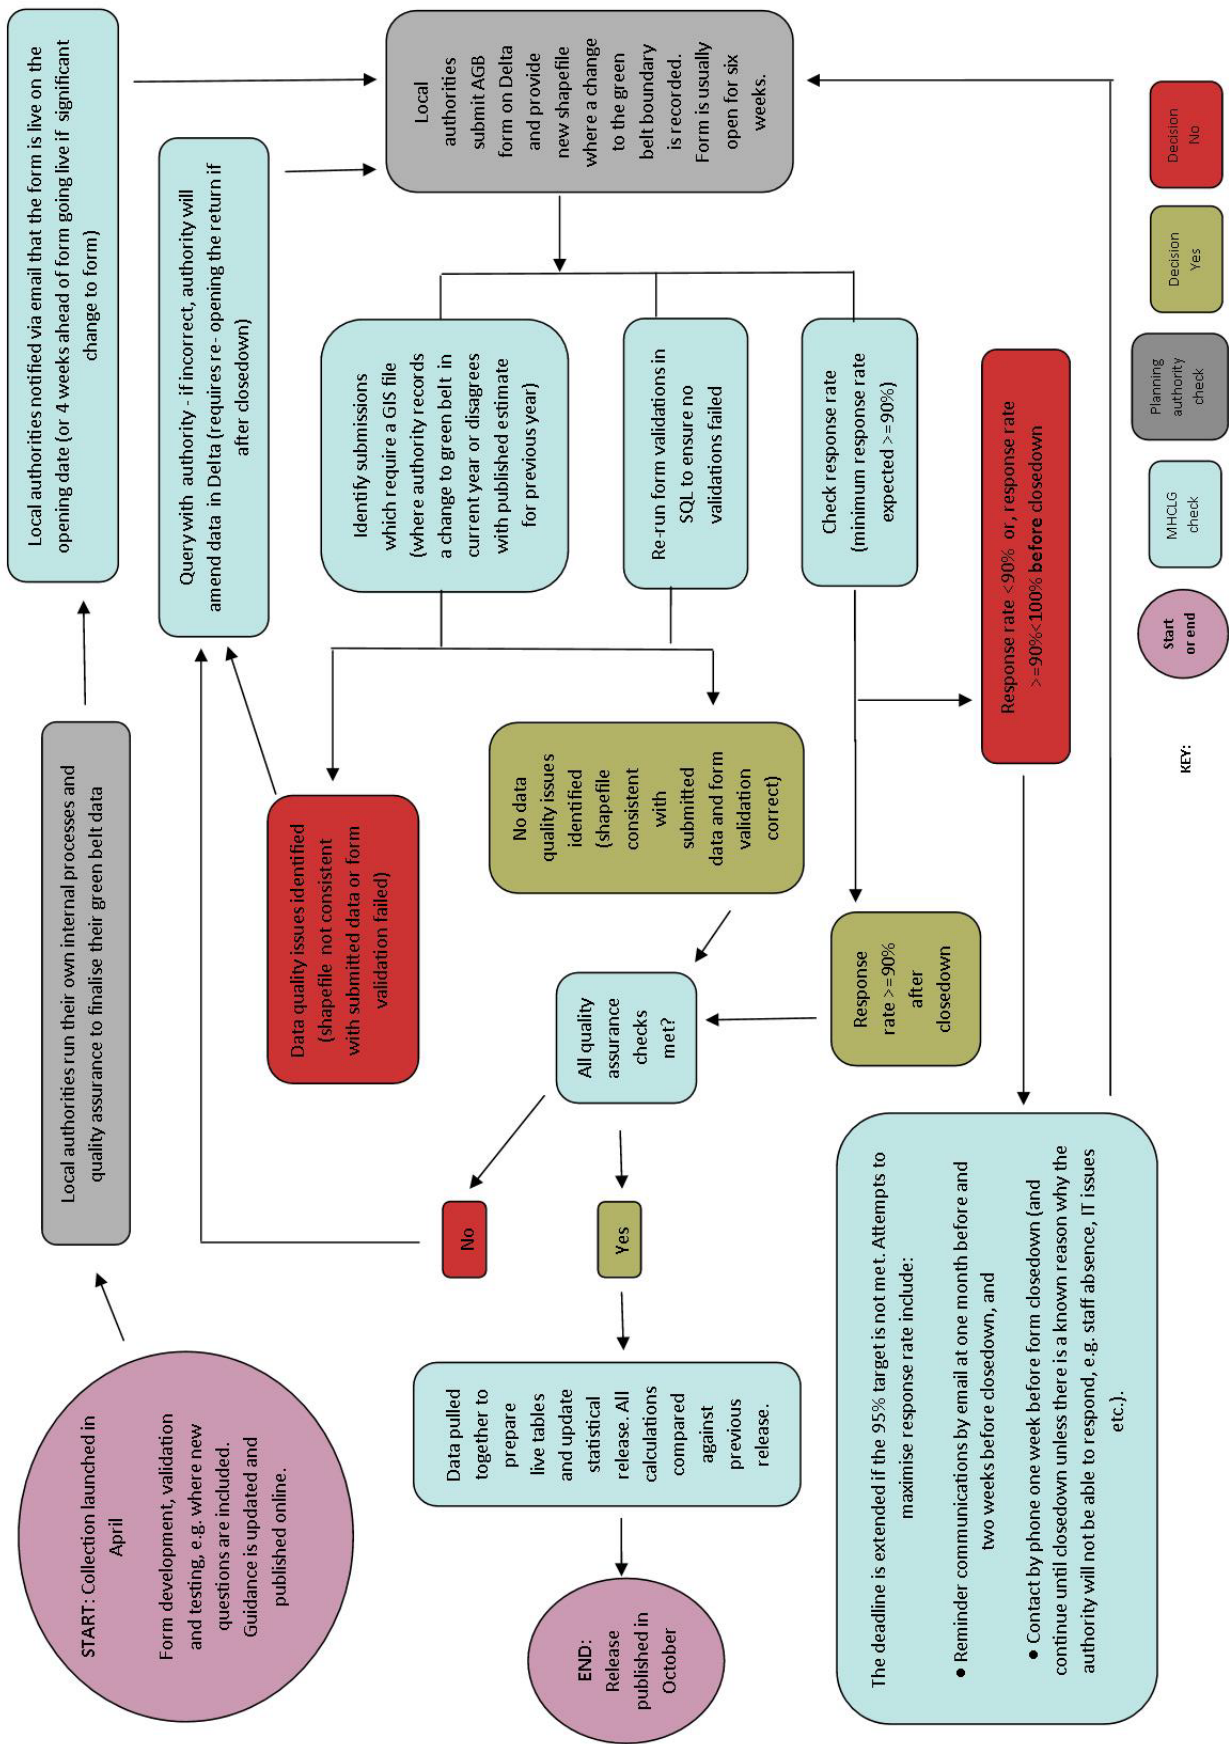 START: Collection launched in
April
Form development, validation
and testing, e.g. where new
questions are included.
Guidance is updated and
published online.
Local authorities run their own internal processes and
quality assurance to finalise their green belt data
Local authorities notified via email that the form is live on the
opening date (or 4 weeks ahead of form going live if significant
change to form)
Query with authority - if incorrect, authority will
amend data in Delta (requires re- opening the return if
after closedown)
Local
authorities
submit AGB
form on Delta
and provide
new shapefile
where a change
to the green
belt boundary
is recorded.
Form is usually
open for six
weeks.
Identify submissions
which require a GIS file
(where authority records
a change to green belt in
current year or disagrees
with published estimate
for previous year)
Re-run form validations in
SQL to ensure no
validations failed
Check response rate
(minimum response rate
expected >=90%)
Data quality issues identified
(shapefile not consistent
with submitted data or form
validation failed)
No data
quality issues
identified
(shapefile
consistent
with
submitted
data and form
validation
correct)
Response
rate >=90%
after
closedown
Response rate <90% or, response rate
>=90%<100% before closedown
All quality
assurance
checks
met?
No
Yes
Data pulled
together to
prepare
live tables
and update
statistical
release. All
calculations
compared
against
previous
release.
END:
Release
published in
October
The deadline is extended if the 95% target is not met. Attempts to
maximise response rate include:
● Reminder communications by email at one month before and
two weeks before closedown, and
● Contact by phone one week before form closedown (and
continue until closedown unless there is a known reason why the
authority will not be able to respond, e.g. staff absence, IT issues
etc.).
KEY:
Start
or end
MHCLG
check
Planning
authority
check
Decision
Yes
Decision
No